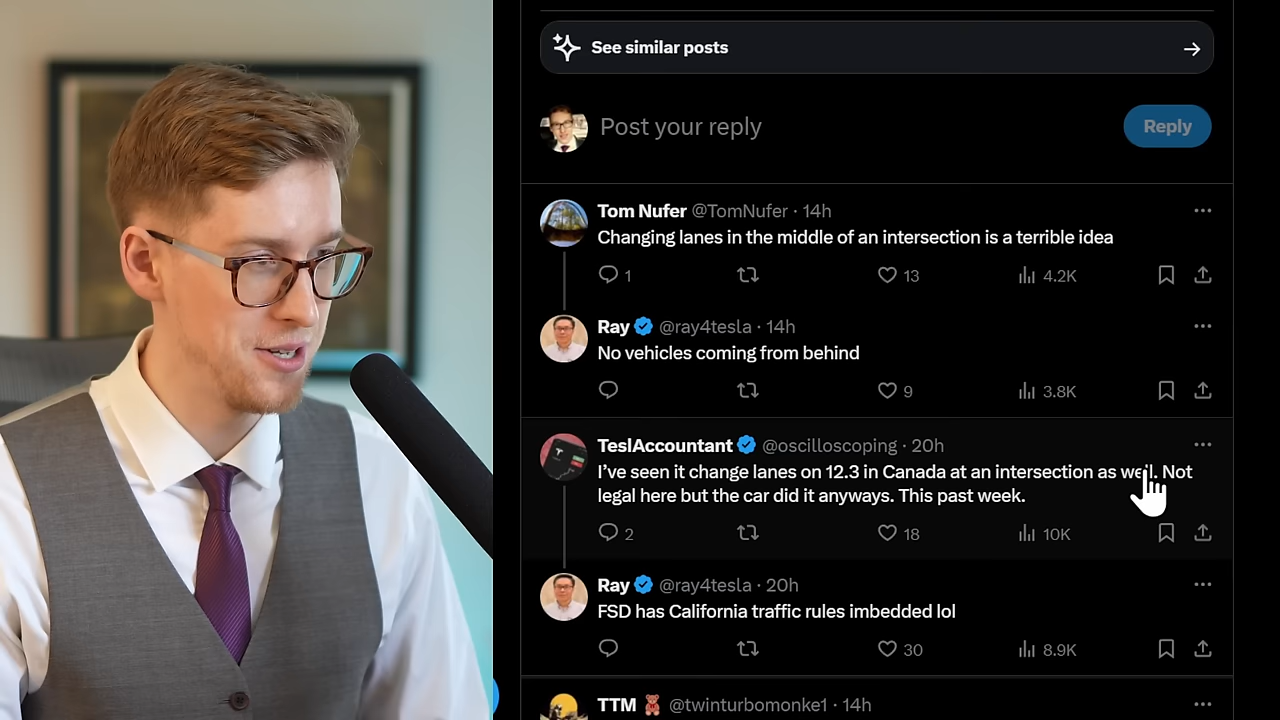 See similar posts
Post your reply
Reply
Tom Nufer @TomNufer · 14h
Changing lanes in the middle of an intersection is a terrible idea
1 13 4.2K
Ray @ray4tesla · 14h
No vehicles coming from behind
9 3.8K
TeslAccountant @oscilloscoping · 20h
I've seen it change lanes on 12.3 in Canada at an intersection as well. Not
legal here but the car did it anyways. This past week.
2 18 10K
Ray @ray4tesla · 20h
FSD has California traffic rules imbedded lol
30 8.9K
TTM @twinturbomonke1 · 14h